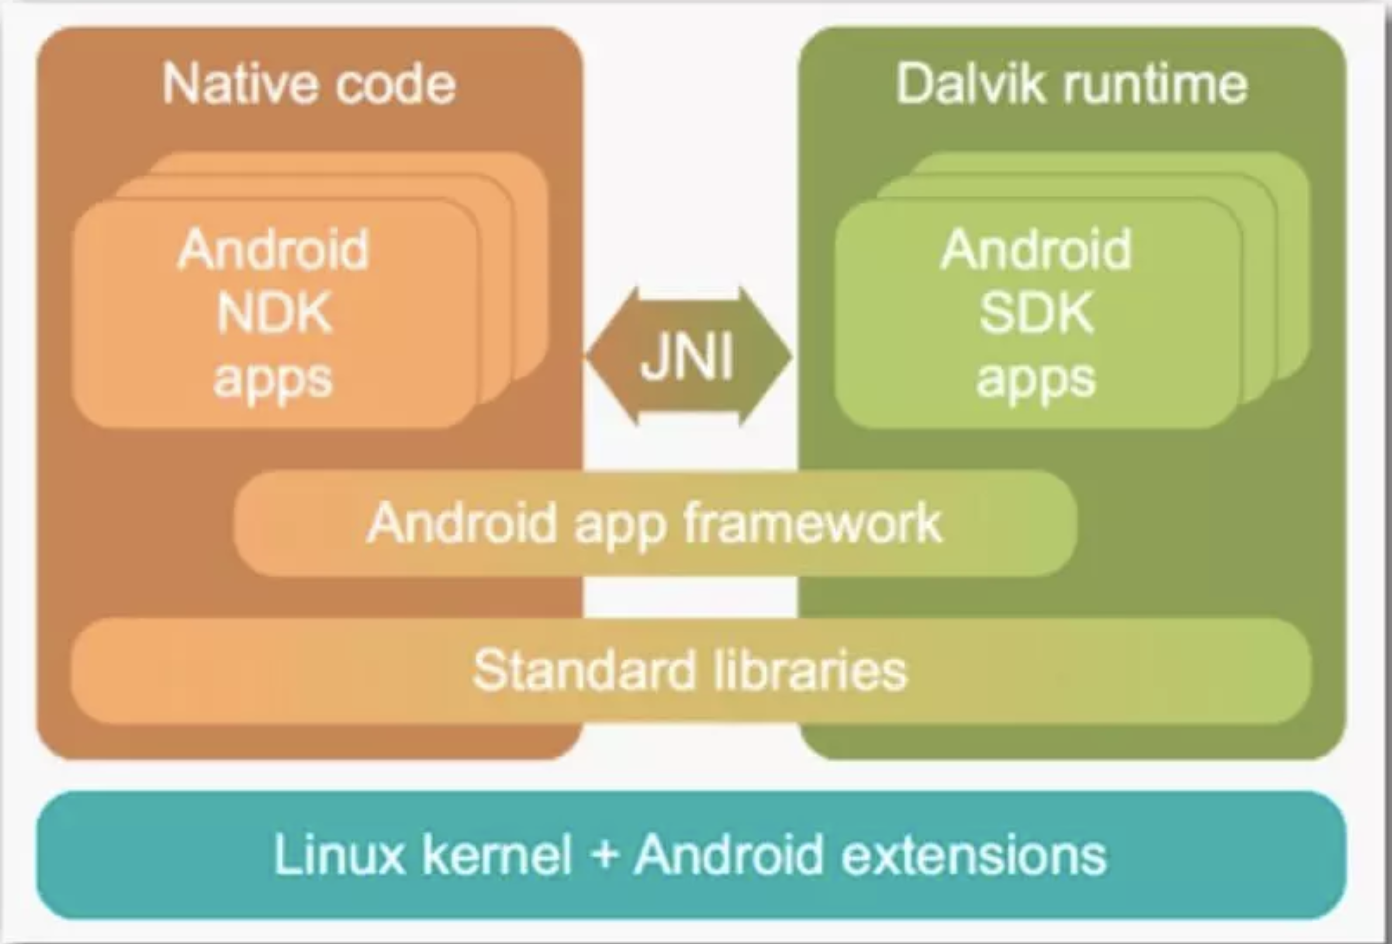 Native code
Android
NDK
apps
JNI
Dalvik runtime
Android
SDK
apps
Android app framework
Standard libraries
Linux kernel + Android extensions